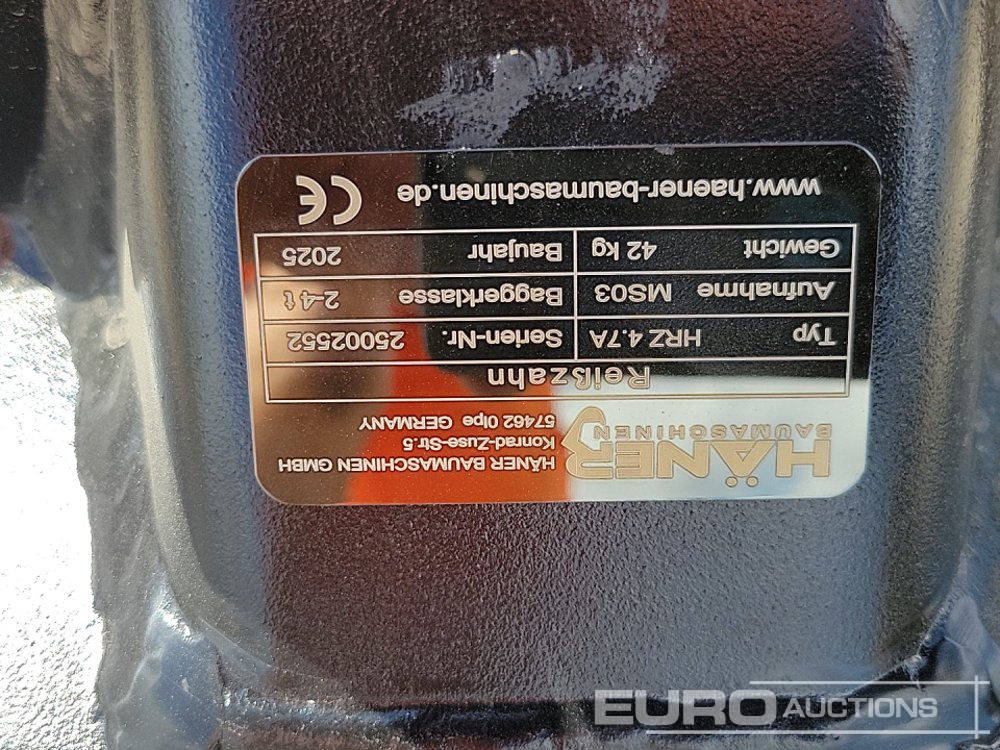 HÄNER
BAUMASCHINEN
HÄNER BAUMASCHINEN GMBH
Konrad-Zuse-Str.5
57462 Olpe GERMANY
Reißzahn
Typ HRZ 4.7A Serien-Nr. 25002552
Aufnahme MS03 Baggerklasse 2-4 t
Gewicht 42 kg Baujahr 2025
www.haener-baumaschinen.de CE
EURO AUCTIONS